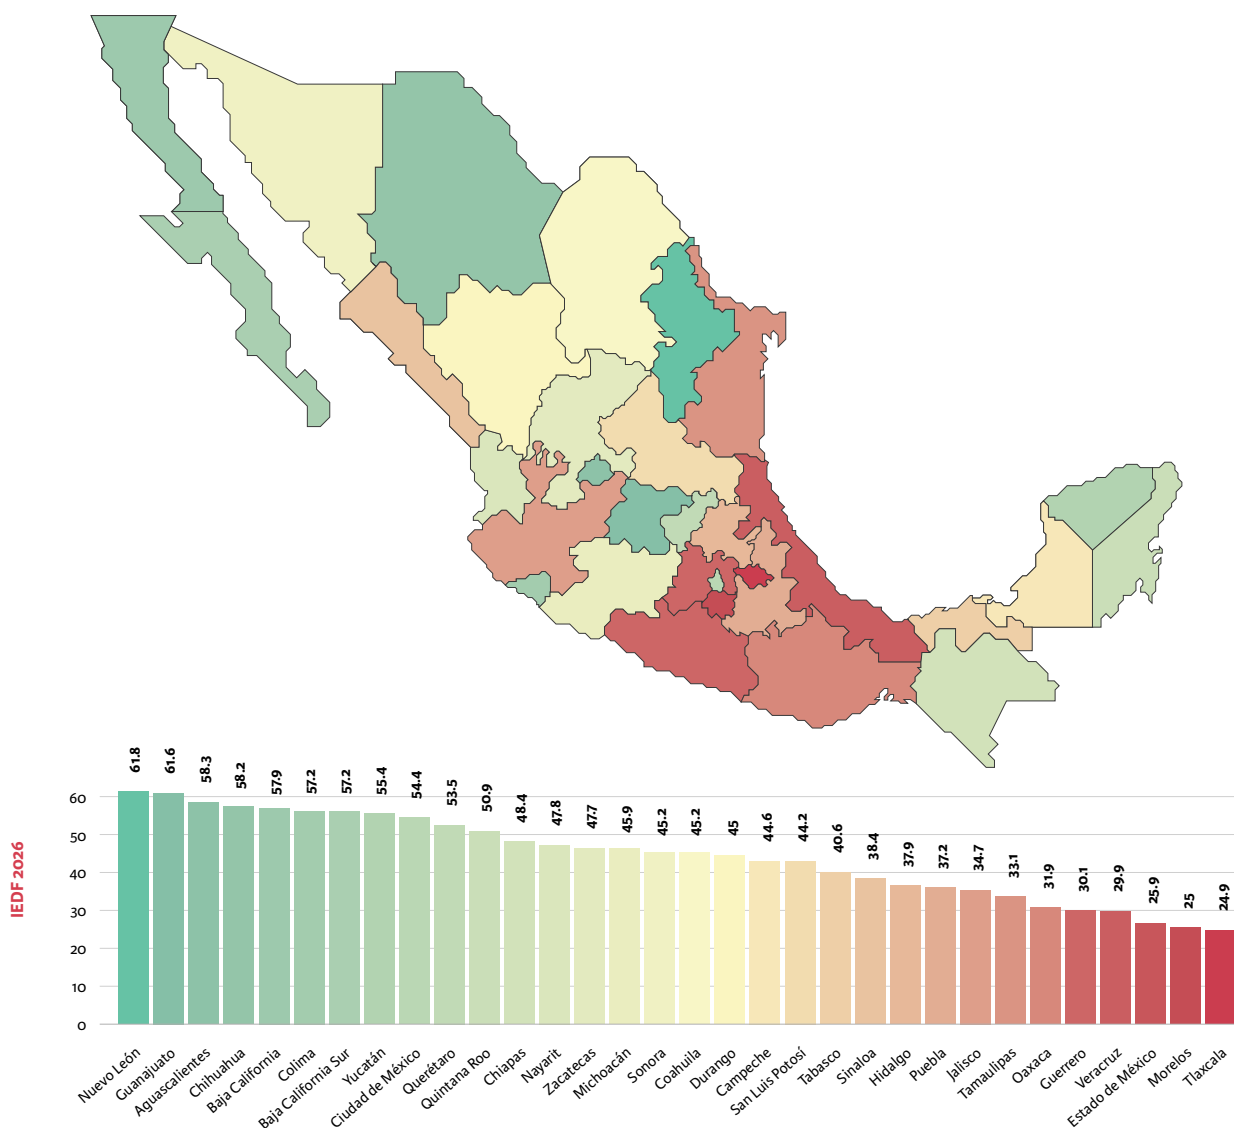 61.8
61.6
58.3
58.2
57.9
57.2
57.2
55.4
54.4
53.5
50.9
48.4
47.8
47.7
45.9
45.2
45.2
45
44.6
44.2
40.6
38.4
37.9
37.2
34.7
33.1
31.9
30.1
29.9
25.9
25
24.9
IEDF 2026
60
50
40
30
20
10
0
Nuevo León
Guanajuato
Aguascalientes
Chihuahua
Baja California
Colima
Baja California Sur
Yucatán
Ciudad de México
Querétaro
Quintana Roo
Chiapas
Nayarit
Zacatecas
Michoacán
Sonora
Coahuila
Durango
Campeche
San Luis Potosí
Tabasco
Sinaloa
Hidalgo
Puebla
Jalisco
Tamaulipas
Oaxaca
Guerrero
Veracruz
Estado de México
Morelos
Tlaxcala